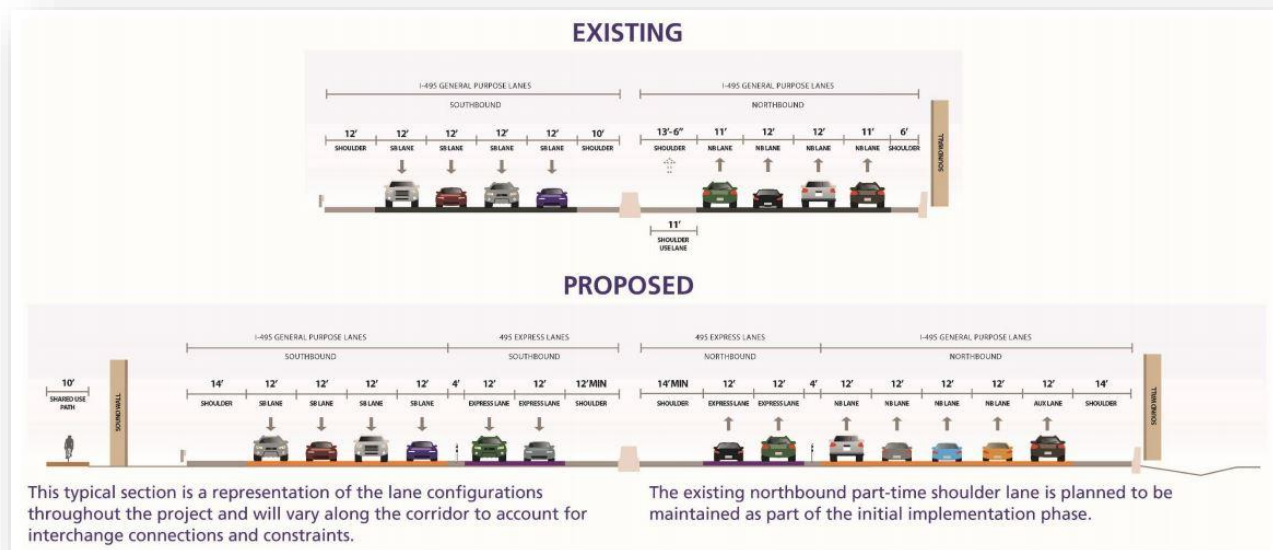 EXISTING
I-495 GENERAL PURPOSE LANES
I-495 GENERAL PURPOSE LANES
SOUTHBOUND
NORTHBOUND
12' 12' 12' 12' 12' 10' 13'-6" 11' 12' 12' 11' 6'
SHOULDER SB LANE SB LANE SB LANE SB LANE SHOULDER SHOULDER NB LANE NB LANE NB LANE NB LANE SHOULDER
SOUNDWALL
11'
SHOULDER
USE LANE
PROPOSED
I-495 GENERAL PURPOSE LANES 495 EXPRESS LANES 495 EXPRESS LANES I-495 GENERAL PURPOSE LANES
SOUTHBOUND SOUTHBOUND NORTHBOUND NORTHBOUND
10' 14' 12' 12' 12' 12' 4' 12' 12' 12'MIN 14'MIN 12' 12' 4' 12' 12' 12' 12' 12' 14'
SHARED USE
PATH
SOUNDWALL
SHOULDER SB LANE SB LANE SB LANE SB LANE EXPRESS LANE EXPRESS LANE SHOULDER SHOULDER EXPRESS LANE EXPRESS LANE NB LANE NB LANE NB LANE NB LANE AUX LANE SHOULDER
SOUNDWALL
This typical section is a representation of the lane configurations
throughout the project and will vary along the corridor to account for
interchange connections and constraints.
The existing northbound part-time shoulder lane is planned to be
maintained as part of the initial implementation phase.